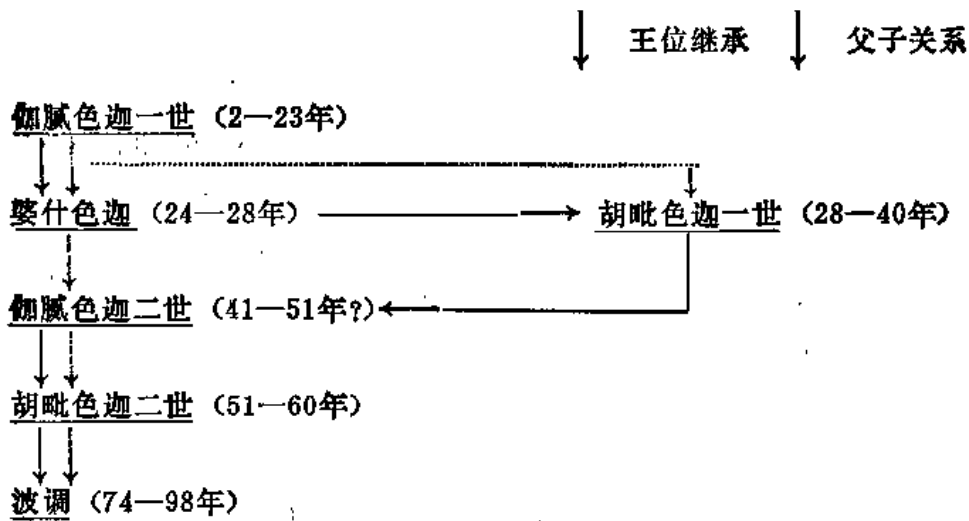 王位继承 父子关系
伽腻色迦一世（2—23年）
婆什色迦（24—28年） 胡毗色迦一世（28—40年）
伽腻色迦二世（41—51年?）
胡毗色迦二世（51—60年）
波调（74—98年）